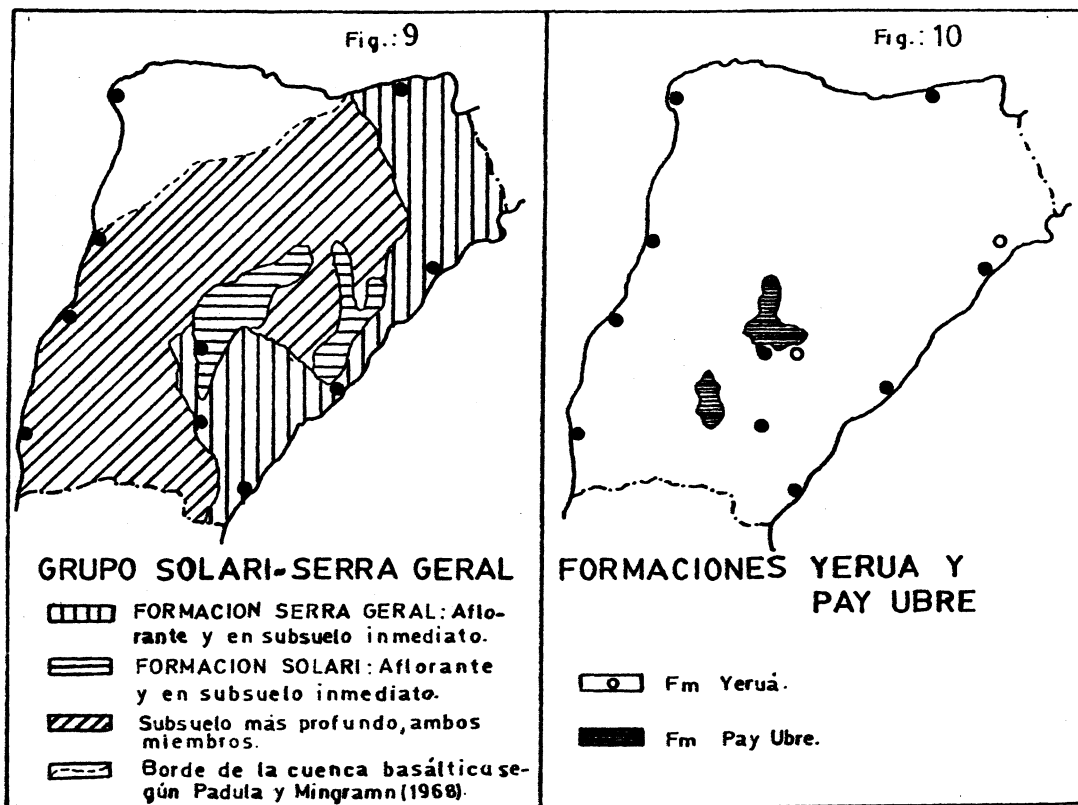 Fig.: 9
GRUPO SOLARI-SERRA GERAL
FORMACION SERRA GERAL: Aflo-
rante y en subsuelo inmediato.
FORMACION SOLARI: Aflorante
y en subsuelo inmediato.
Subsuelo más profundo, ambos
miembros.
Borde de la cuenca basáltica se-
gún Padula y Mingramn (1968).
Fig.: 10
FORMACIONES YERUA Y
PAY UBRE
Fm Yeruá.
Fm Pay Ubre.